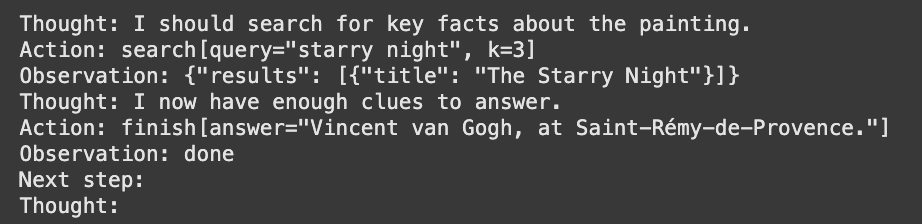 Thought: I should search for key facts about the painting.
Action: search[query="starry night", k=3]
Observation: {"results": [{"title": "The Starry Night"}]}
Thought: I now have enough clues to answer.
Action: finish[answer="Vincent van Gogh, at Saint-Rémy-de-Provence."]
Observation: done
Next step:
Thought: